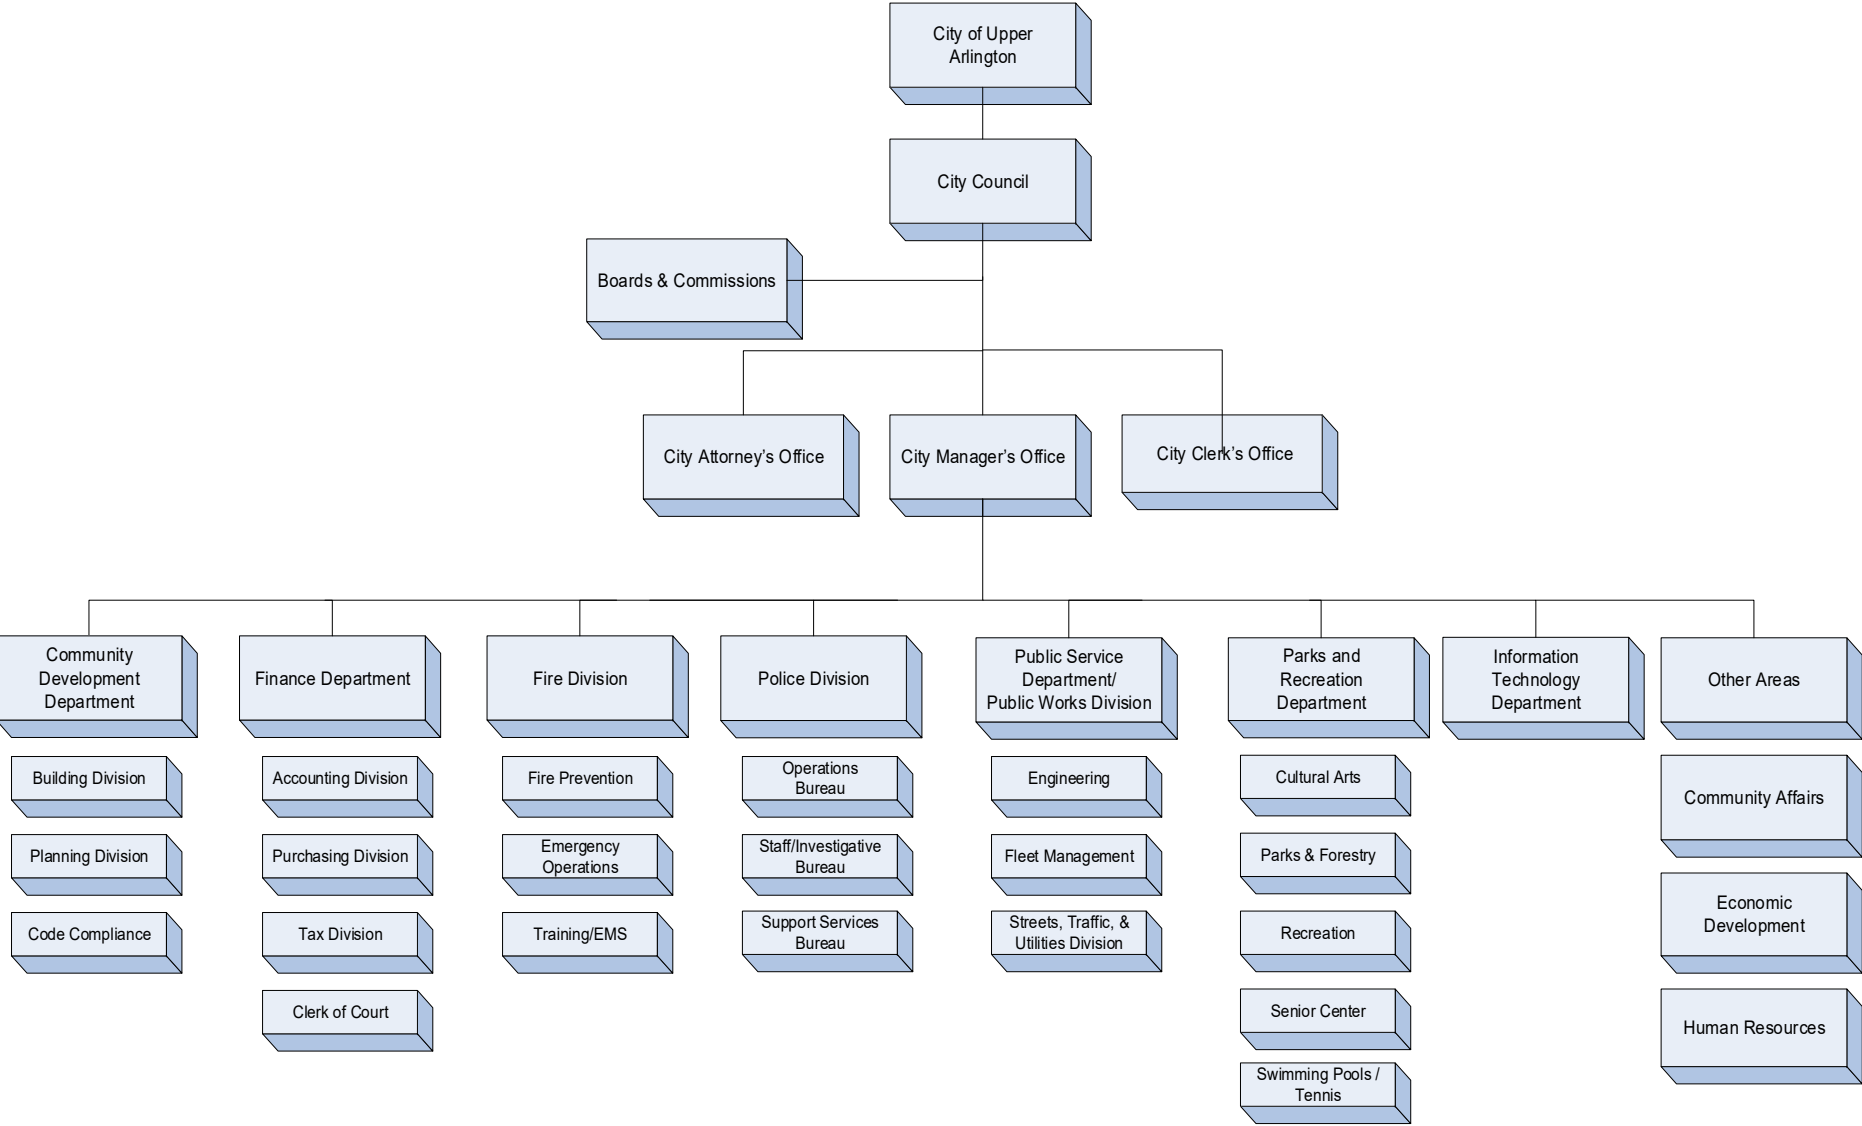 City of Upper
Arlington
City Council
Boards & Commissions
City Attorney’s Office
City Manager’s Office
City Clerk’s Office
Community
Development
Department
Finance Department
Fire Division
Police Division
Public Service
Department/
Public Works Division
Parks and
Recreation
Department
Information
Technology
Department
Other Areas
Building Division
Planning Division
Code Compliance
Accounting Division
Purchasing Division
Tax Division
Clerk of Court
Fire Prevention
Emergency
Operations
Training/EMS
Operations
Bureau
Staff/Investigative
Bureau
Support Services
Bureau
Engineering
Fleet Management
Streets, Traffic, &
Utilities Division
Cultural Arts
Parks & Forestry
Recreation
Senior Center
Swimming Pools /
Tennis
Community Affairs
Economic
Development
Human Resources